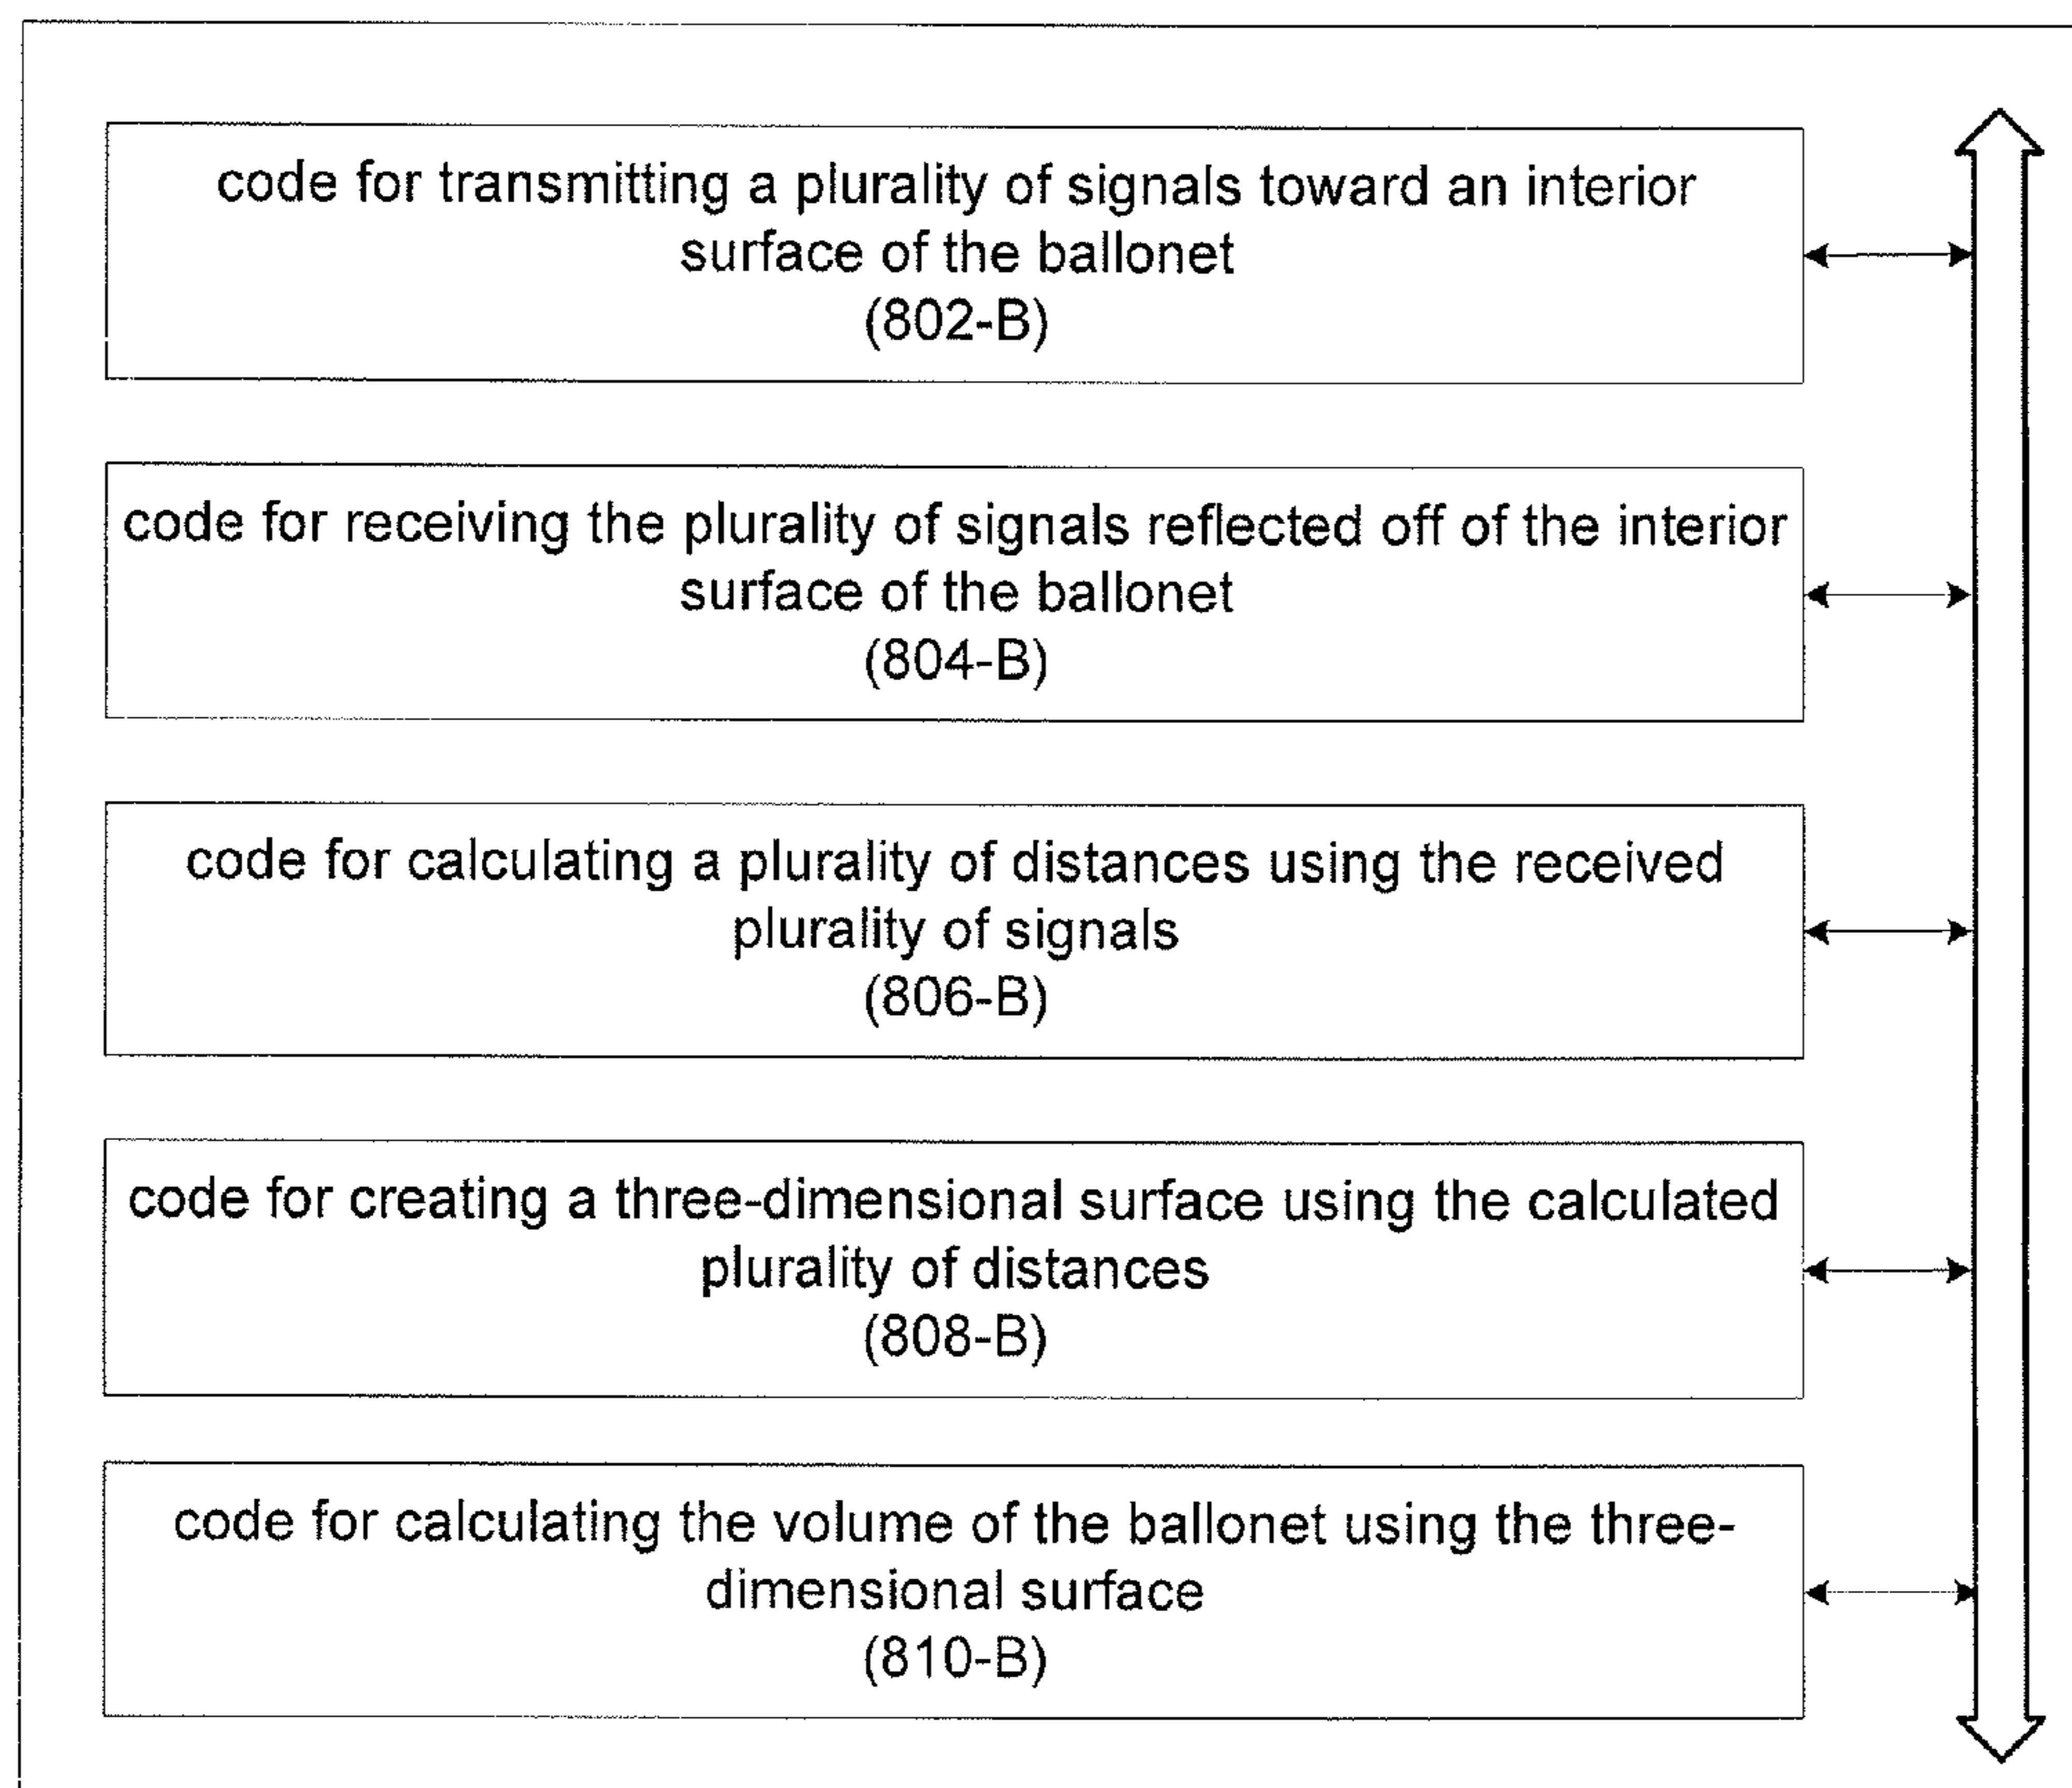 code for transmitting a plurality of signals toward an interior
surface of the ballonet
(802-B)
code for receiving the plurality of signals reflected off of the interior
surface of the ballonet
(804-B)
code for calculating a plurality of distances using the received
plurality of signals
(806-B)
code for creating a three-dimensional surface using the calculated
plurality of distances
(808-B)
code for calculating the volume of the ballonet using the three-
dimensional surface
(810-B)